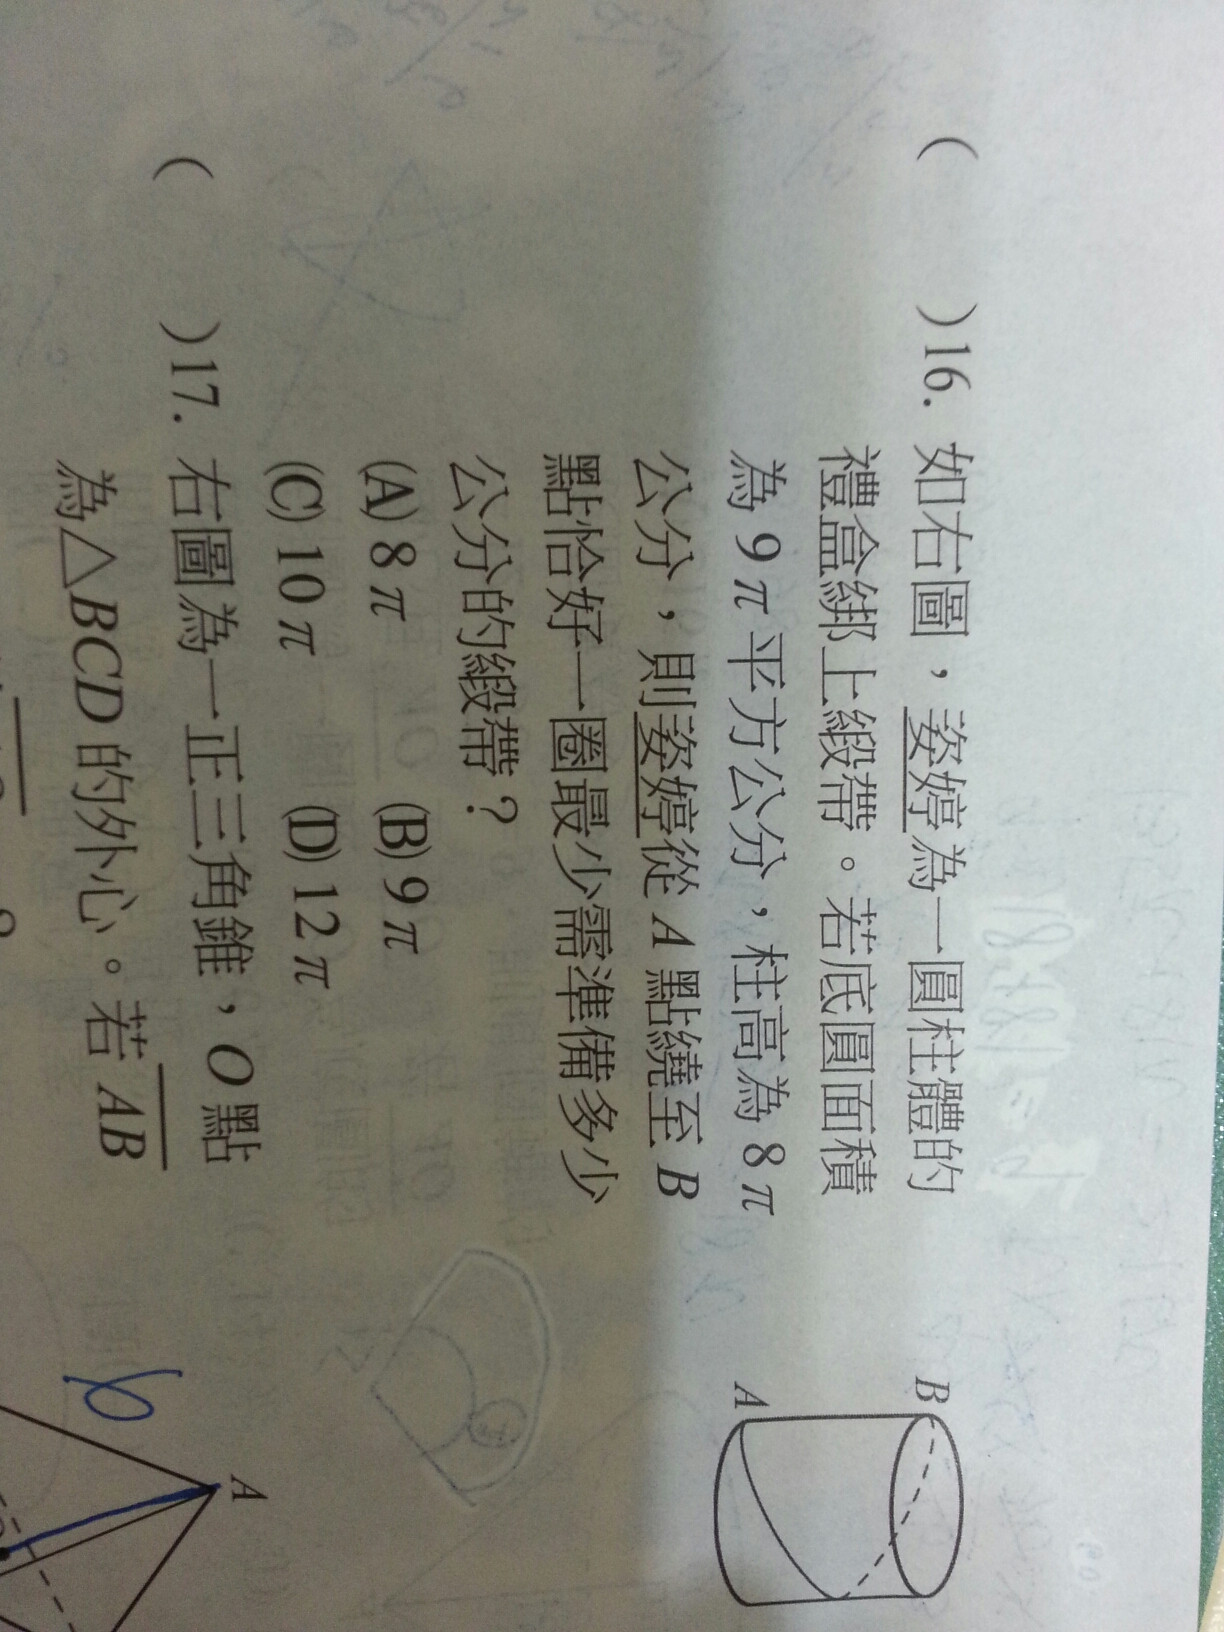 ( )16. 如右圖，姿婷為一圓柱體的
禮盒綁上緞帶。若底圓面積
為 9π 平方公分，柱高為 8π
公分，則姿婷從 A 點繞至 B
點恰好一圈最少需準備多少
公分的緞帶？
(A) 8π (B) 9π
(C) 10π (D) 12π
B
A
( )17. 右圖為一正三角錐，O 點
為△BCD 的外心。若 AB
A
6